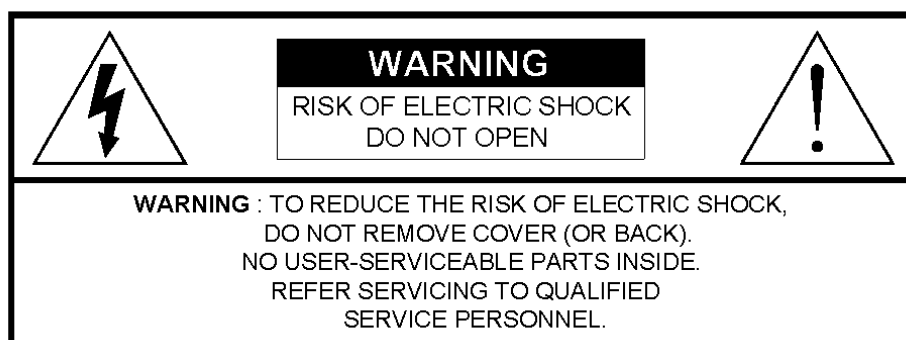 WARNING
RISK OF ELECTRIC SHOCK
DO NOT OPEN
WARNING : TO REDUCE THE RISK OF ELECTRIC SHOCK,
DO NOT REMOVE COVER (OR BACK).
NO USER-SERVICEABLE PARTS INSIDE.
REFER SERVICING TO QUALIFIED
SERVICE PERSONNEL.